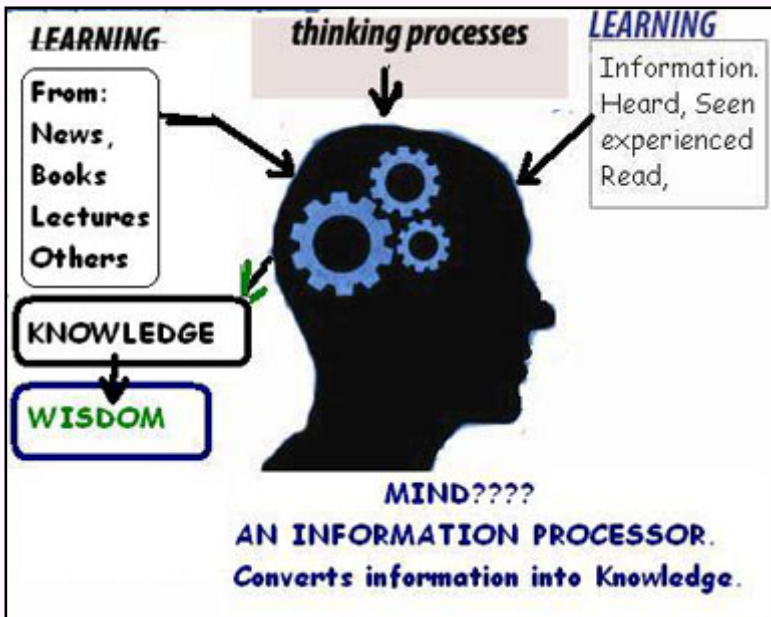 LEARNING
From:
News,
Books
Lectures
Others
thinking processes
LEARNING
Information.
Heard, Seen
experienced
Read,
KNOWLEDGE
WISDOM
MIND????
AN INFORMATION PROCESSOR.
Converts information into Knowledge.